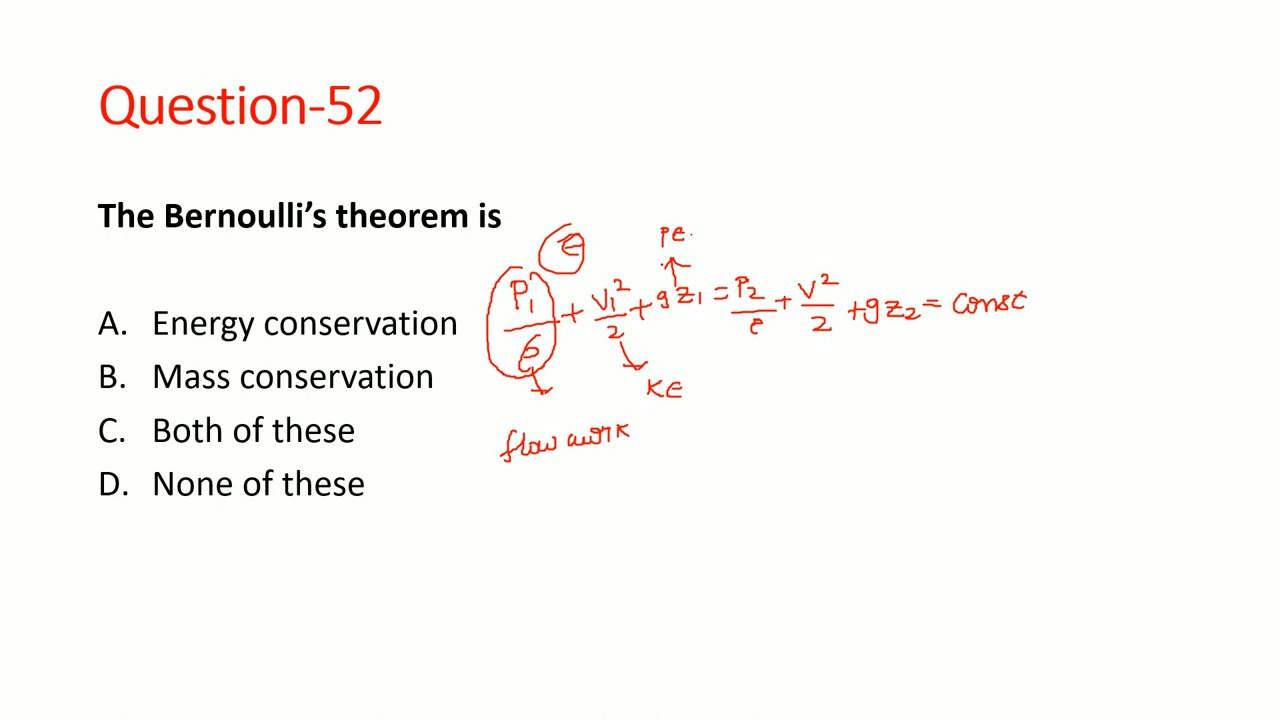 Question-52
The Bernoulli's theorem is
E
PE.
P₁/ρ + V₁²/2 + gz₁ = P₂/ρ + V²/2 + gz₂ = const
A. Energy conservation
B. Mass conservation
KE
C. Both of these
flow work
D. None of these